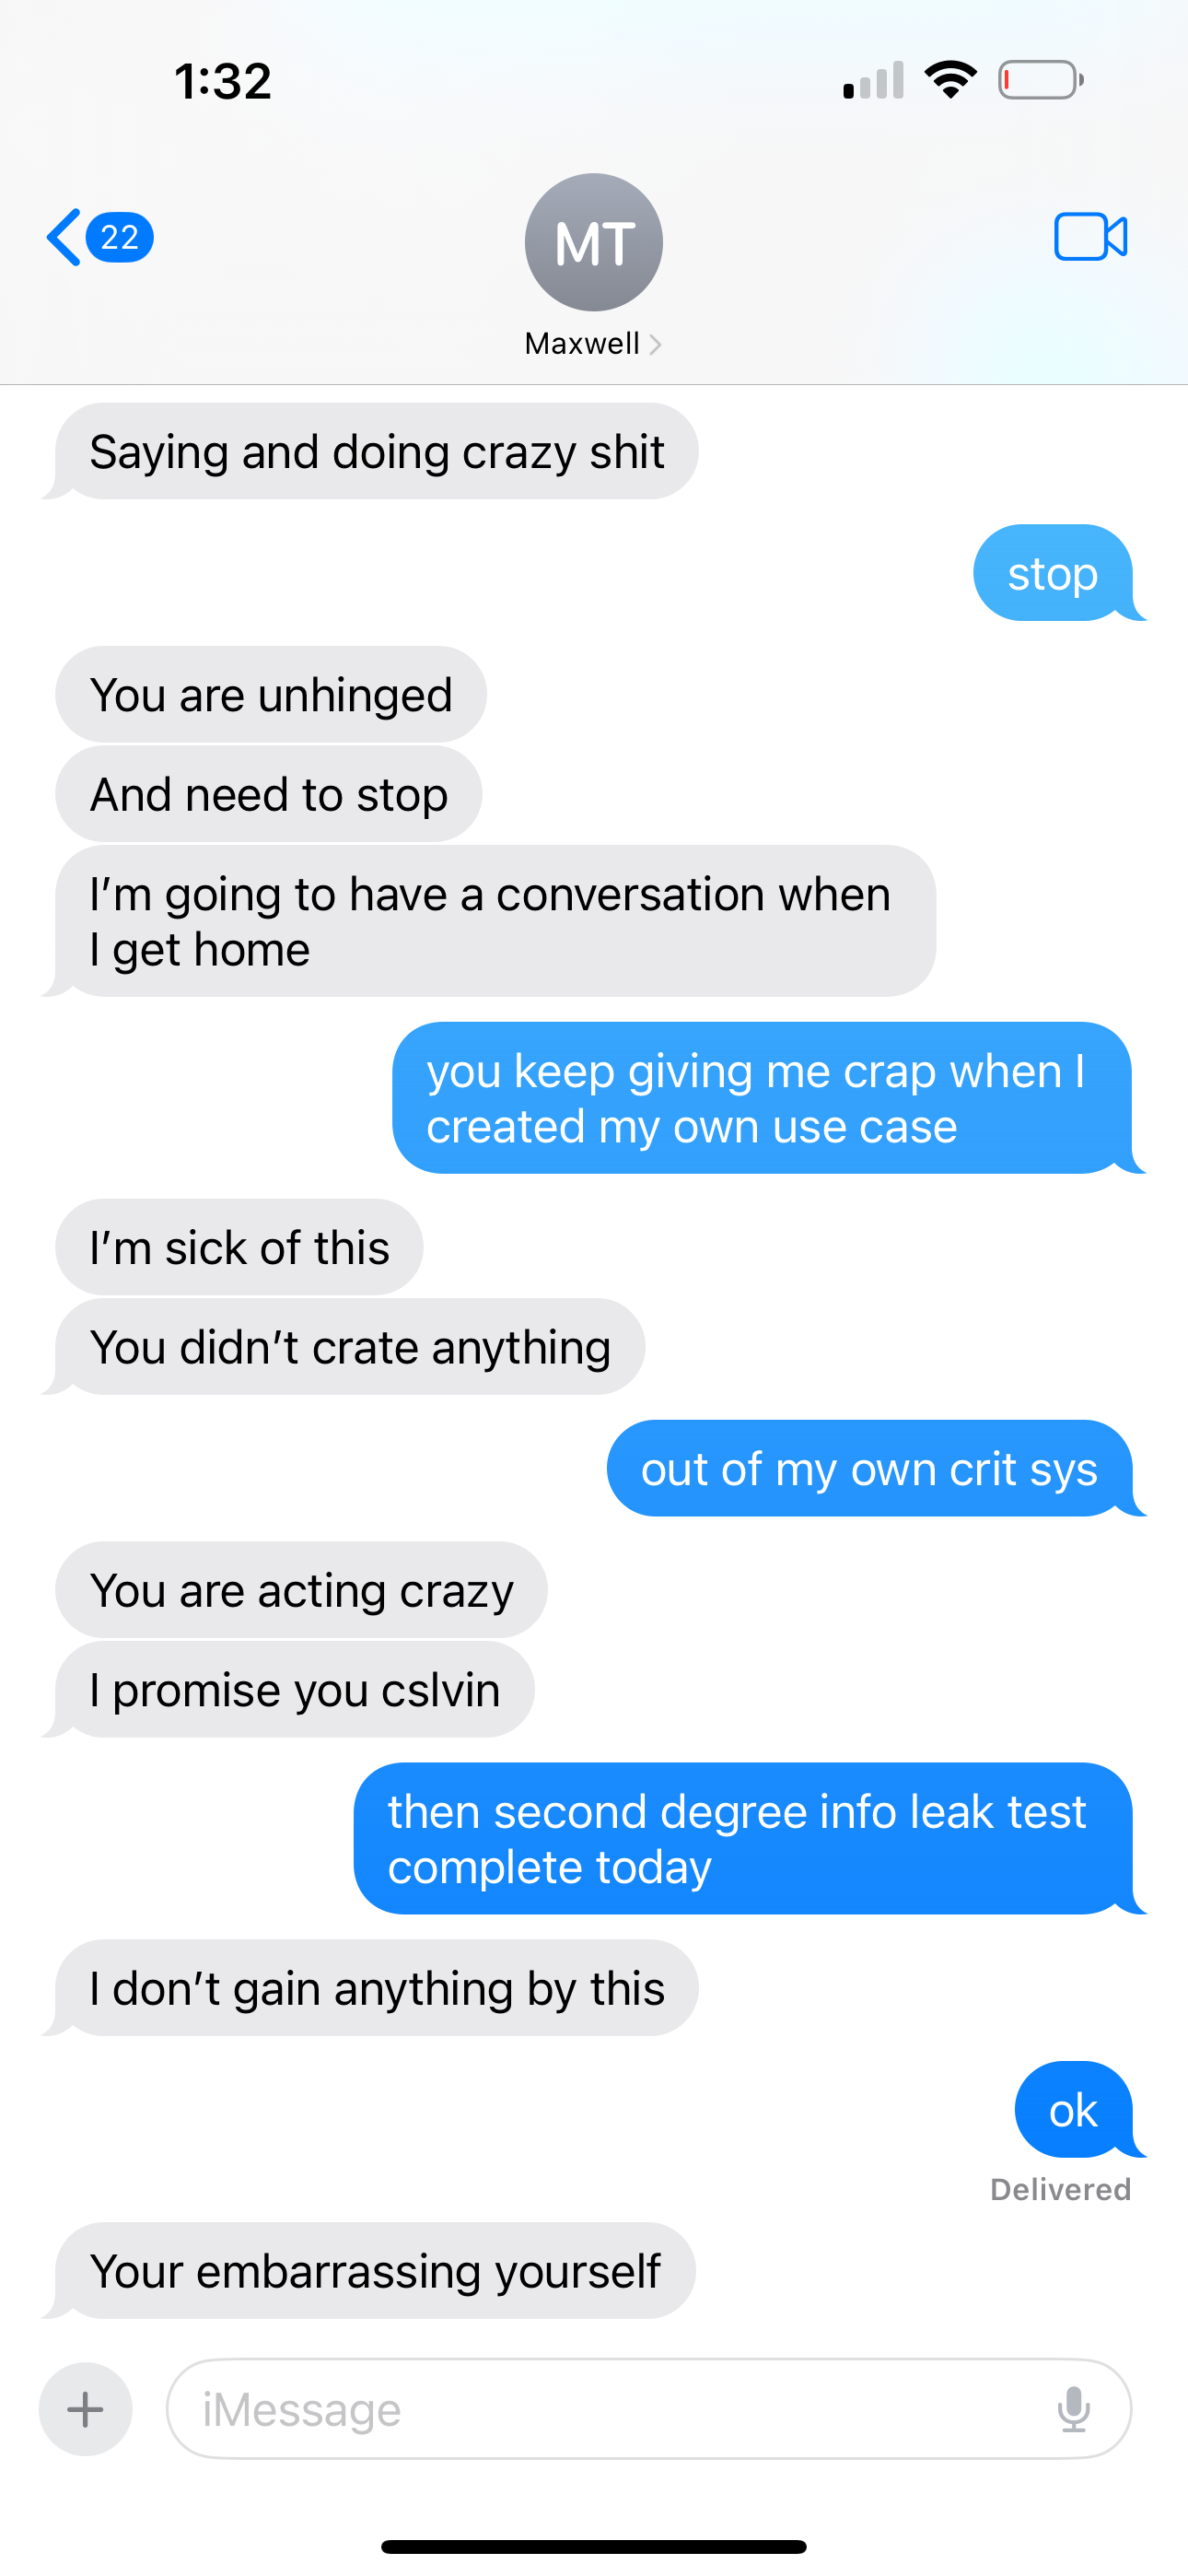 1:32
22
MT
Maxwell
Saying and doing crazy shit
stop
You are unhinged
And need to stop
I’m going to have a conversation when
I get home
you keep giving me crap when I
created my own use case
I’m sick of this
You didn’t crate anything
out of my own crit sys
You are acting crazy
I promise you cslvin
then second degree info leak test
complete today
I don’t gain anything by this
ok
Delivered
Your embarrassing yourself
iMessage